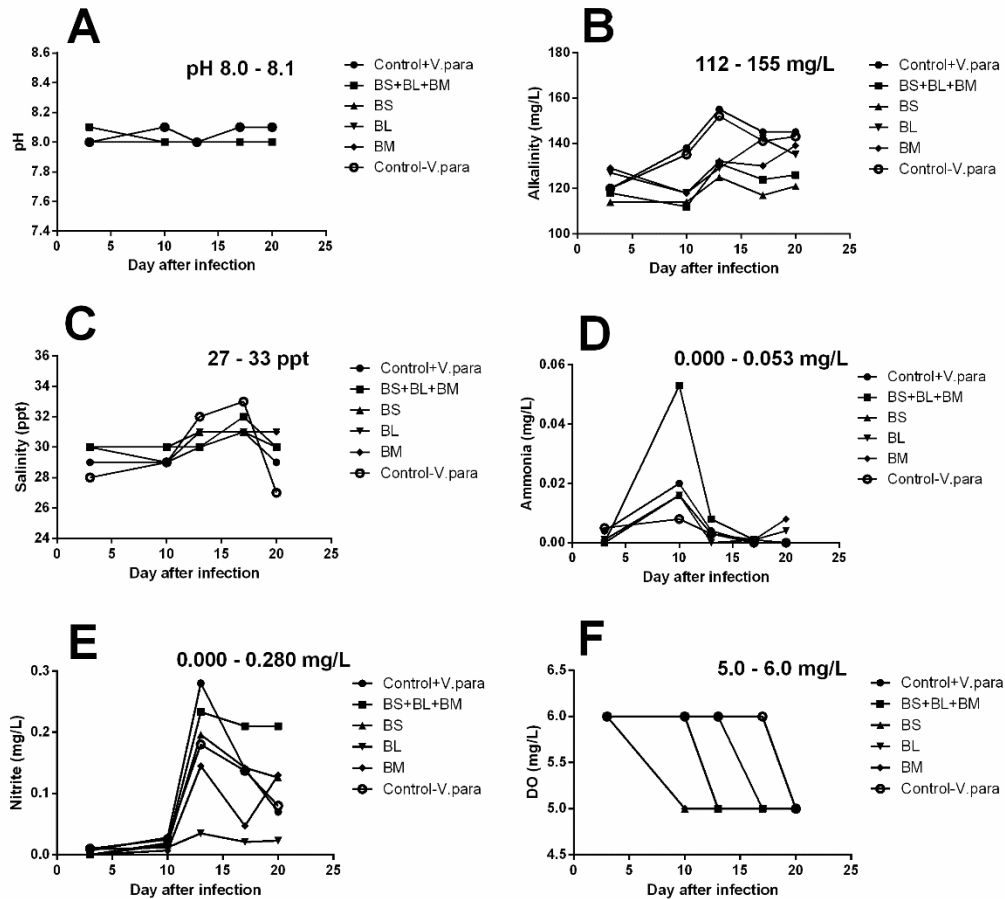 A
pH 8.0 - 8.1
8.6
8.4
8.2
8.0
7.8
7.6
7.4
pH
0 5 10 15 20 25
Day after infection
Control+V.para
BS+BL+BM
BS
BL
BM
Control-V.para
B
112 - 155 mg/L
180
160
140
120
100
Alkalinity (mg/L)
0 5 10 15 20 25
Day after infection
Control+V.para
BS+BL+BM
BS
BL
BM
Control-V.para
C
27 - 33 ppt
36
34
32
30
28
26
24
Salinity (ppt)
0 5 10 15 20 25
Day after infection
Control+V.para
BS+BL+BM
BS
BL
BM
Control-V.para
D
0.000 - 0.053 mg/L
0.06
0.04
0.02
0.00
Ammonia (mg/L)
0 5 10 15 20 25
Day after infection
Control+V.para
BS+BL+BM
BS
BL
BM
Control-V.para
E
0.000 - 0.280 mg/L
0.3
0.2
0.1
0.0
Nitrite (mg/L)
0 5 10 15 20 25
Day after infection
Control+V.para
BS+BL+BM
BS
BL
BM
Control-V.para
F
5.0 - 6.0 mg/L
6.5
6.0
5.5
5.0
4.5
DO (mg/L)
0 5 10 15 20 25
Day after infection
Control+V.para
BS+BL+BM
BS
BL
BM
Control-V.para